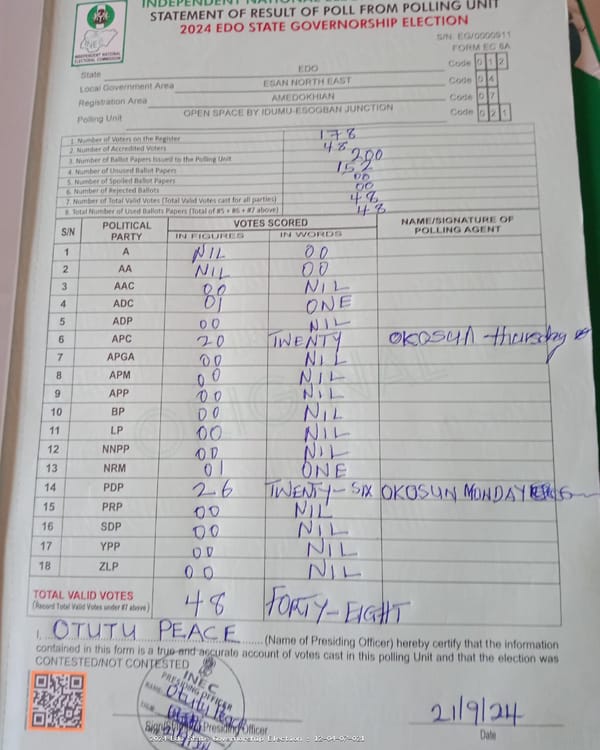 INDEPENDENT NATIONAL ELE
STATEMENT OF RESULT OF POLL FROM POLLING UNIT
2024 EDO STATE GOVERNORSHIP ELECTION
INEC
INDEPENDENT NATIONAL
ELECTORAL COMMISSION
S/N: EG/0000911
FORM EC 8A
State EDO Code 0 1 2
Local Government Area ESAN NORTH EAST Code 0 4
Registration Area AMEDOKHIAN Code 0 7
Polling Unit OPEN SPACE BY IDUMU-ESOGBAN JUNCTION Code 0 2 1
1. Number of Voters on the Register 178
2. Number of Accredited Voters 48
3. Number of Ballot Papers Issued to the Polling Unit 200
4. Number of Unused Ballot Papers 152
5. Number of Spoiled Ballot Papers 00
6. Number of Rejected Ballots 00
7. Number of Total Valid Votes (Total Valid Votes cast for all parties) 48
8. Total Number of Used Ballots Papers (Total of #5 + #6 + #7 above) 48
S/N POLITICAL PARTY VOTES SCORED NAME/SIGNATURE OF POLLING AGENT
IN FIGURES IN WORDS
1 A NIL 00
2 AA NIL 00
3 AAC 00 NIL
4 ADC 01 ONE
5 ADP 00 NIL
6 APC 20 TWENTY OKOSUN thursday
7 APGA 00 NIL
8 APM 00 NIL
9 APP 00 NIL
10 BP 00 NIL
11 LP 00 NIL
12 NNPP 00 NIL
13 NRM 01 ONE
14 PDP 26 TWENTY-SIX OKOSUN MONDAY
15 PRP 00 NIL
16 SDP 00 NIL
17 YPP 00 NIL
18 ZLP 00 NIL
TOTAL VALID VOTES 48 FORTY-EIGHT
(Record Total Valid Votes under #7 above)
I, OTUTU PEACE (Name of Presiding Officer) hereby certify that the information
contained in this form is a true and accurate account of votes cast in this polling Unit and that the election was
CONTESTED/NOT CONTESTED
INEC
PRESIDING OFFICER
21/9/24
Presiding Officer
Date
2024 Edo State Governorship Election - 12-04-07-021